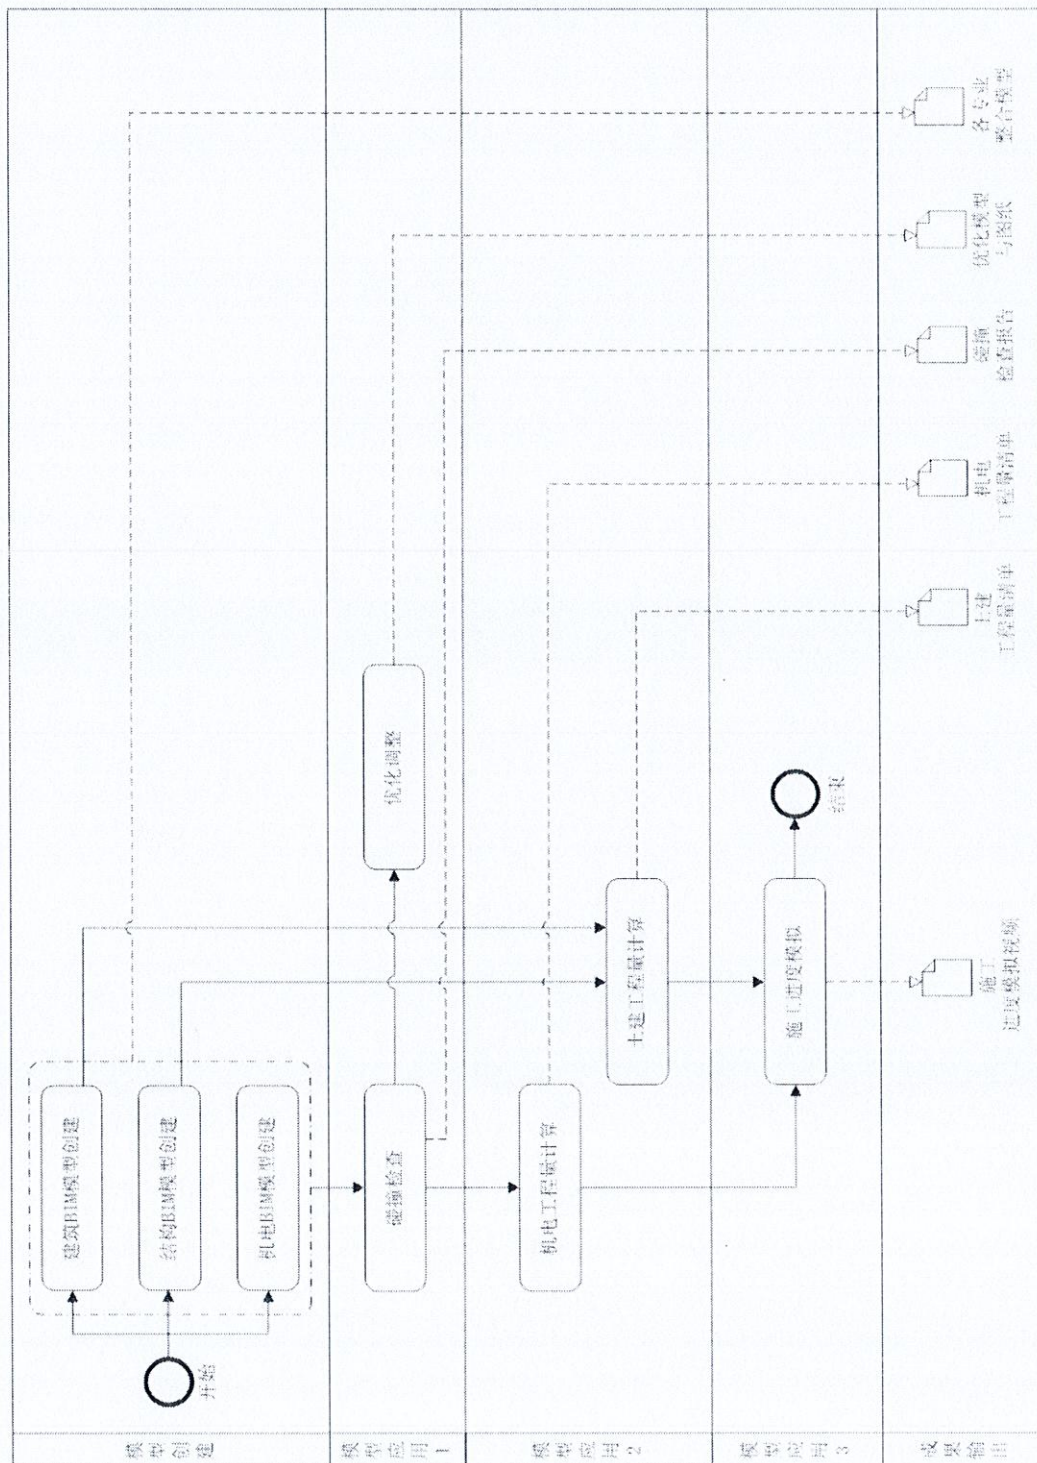 模型创建
开始
建筑BIM模型创建
结构BIM模型创建
机电BIM模型创建
模型应用1
碰撞检查
优化调整
模型应用2
机电工程量计算
土建工程量计算
模型应用3
施工进度模拟
结束
成果输出
施工
进度模拟视频
土建
工程量清单
机电
工程量清单
碰撞
检查报告
优化模型
与图纸
各专业
整合模型